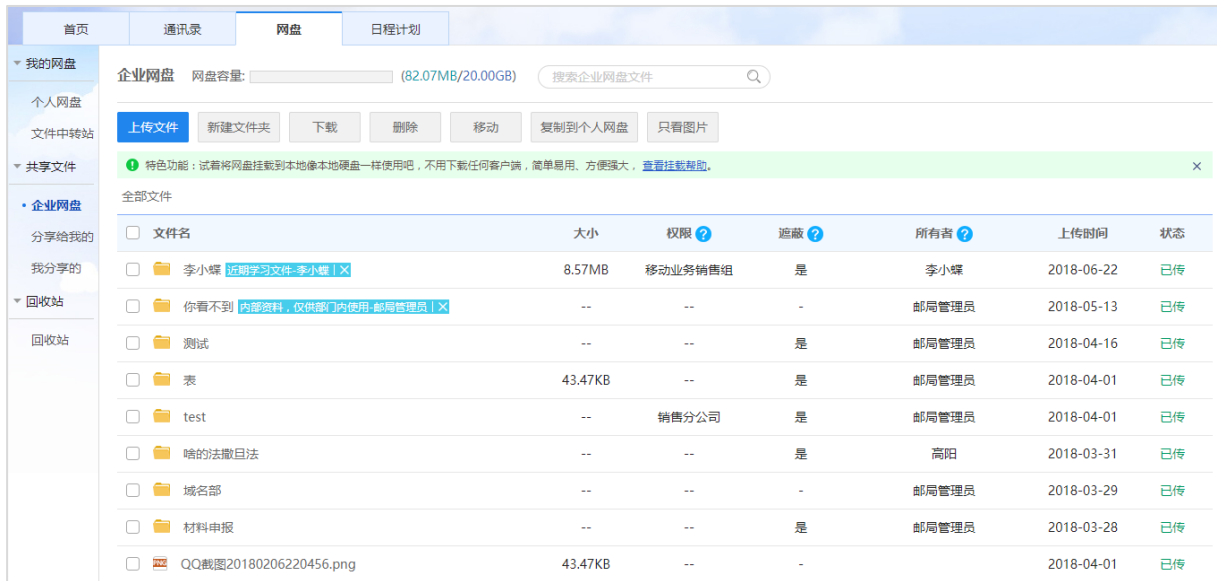 首页 通讯录 网盘 日程计划
我的网盘
个人网盘
文件中转站
共享文件
企业网盘
分享给我的
我分享的
回收站
回收站
企业网盘 网盘容量: (82.07MB/20.00GB) 搜索企业网盘文件
上传文件 新建文件夹 下载 删除 移动 复制到个人网盘 只看图片
特色功能：试着将网盘挂载到本地像本地硬盘一样使用吧，不用下载任何客户端，简单易用、方便强大， 查看挂载帮助。 ×
全部文件
文件名 大小 权限 ? 遮蔽 ? 所有者 ? 上传时间 状态
李小蝶 近期学习文件-李小蝶 | X 8.57MB 移动业务销售组 是 李小蝶 2018-06-22 已传
你看不到 内部资料，仅供部门内使用-邮局管理员 | X -- -- - 邮局管理员 2018-05-13 已传
测试 -- -- 是 邮局管理员 2018-04-16 已传
表 43.47KB -- 是 邮局管理员 2018-04-01 已传
test -- 销售分公司 是 邮局管理员 2018-04-01 已传
啥的法撒旦法 -- -- 是 高阳 2018-03-31 已传
域名部 -- -- - 邮局管理员 2018-03-29 已传
材料申报 -- -- 是 邮局管理员 2018-03-28 已传
PNG QQ截图20180206220456.png 43.47KB -- - 2018-04-01 已传